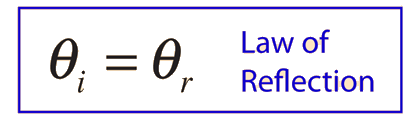 θᵢ = θᵣ
Law of
Reflection